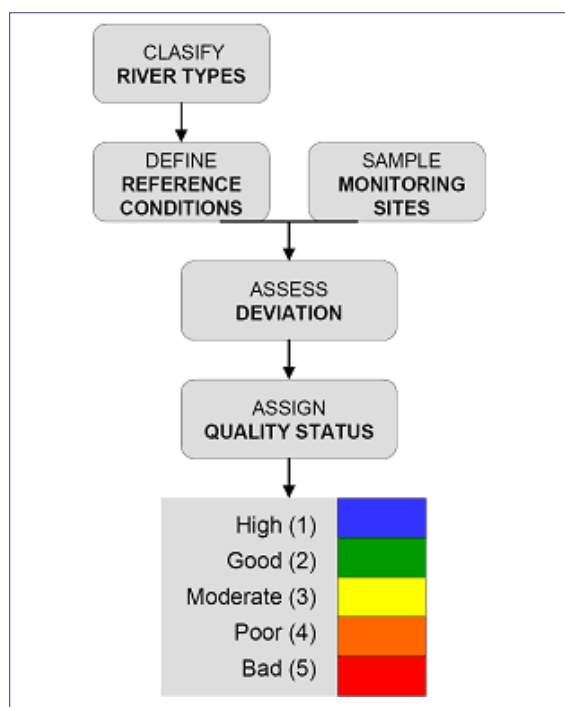 CLASIFY
RIVER TYPES
DEFINE
REFERENCE
CONDITIONS
SAMPLE
MONITORING
SITES
ASSESS
DEVIATION
ASSIGN
QUALITY STATUS
High (1)
Good (2)
Moderate (3)
Poor (4)
Bad (5)